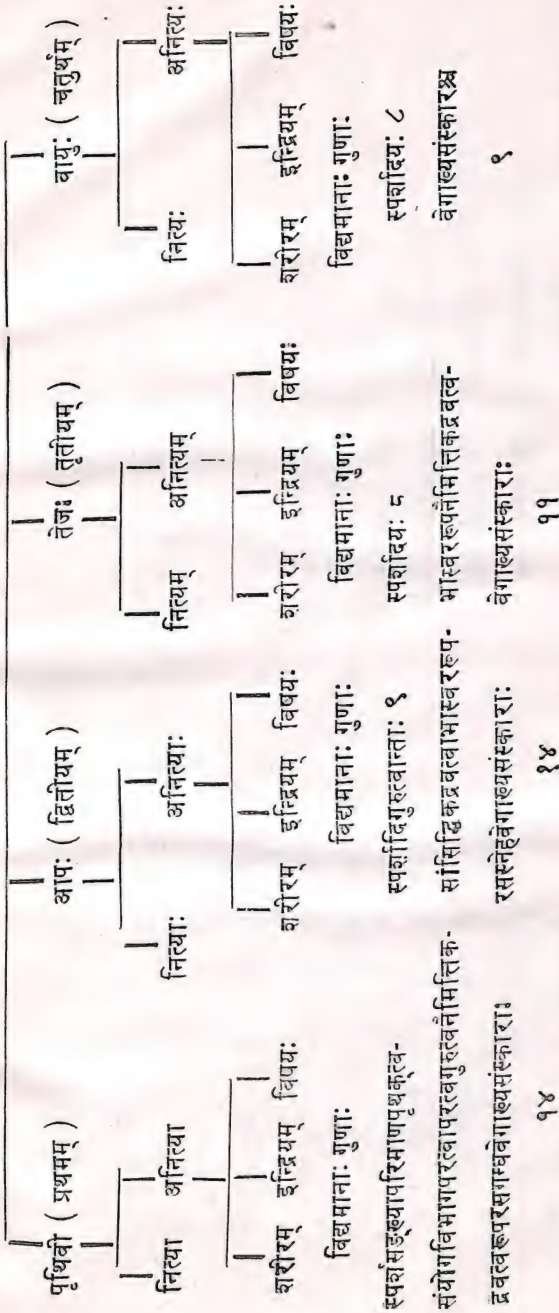 पृथिवी ( प्रथमम् )
नित्या अनित्या
शरीरम् इन्द्रियम् विषयः
विद्यमानाः गुणाः
स्पर्शसङ्ख्यापरिमाणपृथक्त्व-
संयोगविभागपरत्वापरत्वगुरुत्वनैमित्तिक-
द्रवत्वरूपरसगन्धवेगाख्यसंस्काराः
१४
आपः ( द्वितीयम् )
नित्याः अनित्याः
शरीरम् इन्द्रियम् विषयः
विद्यमानाः गुणाः
स्पर्शादिगुरुत्वान्ताः ९
सांसिद्धिकद्रवत्वाभास्वररूप-
रसस्नेहवेगाख्यसंस्काराः
१४
तेजः ( तृतीयम् )
नित्यम् अनित्यम्
शरीरम् इन्द्रियम् विषयः
विद्यमानाः गुणाः
स्पर्शादयः ८
भास्वररूपनैमित्तिकद्रवत्व-
वेगाख्यसंस्काराः
११
वायुः ( चतुर्थम् )
नित्यः अनित्यः
शरीरम् इन्द्रियम् विषयः
विद्यमानाः गुणाः
स्पर्शादयः ८
वेगाख्यसंस्कारश्च
९